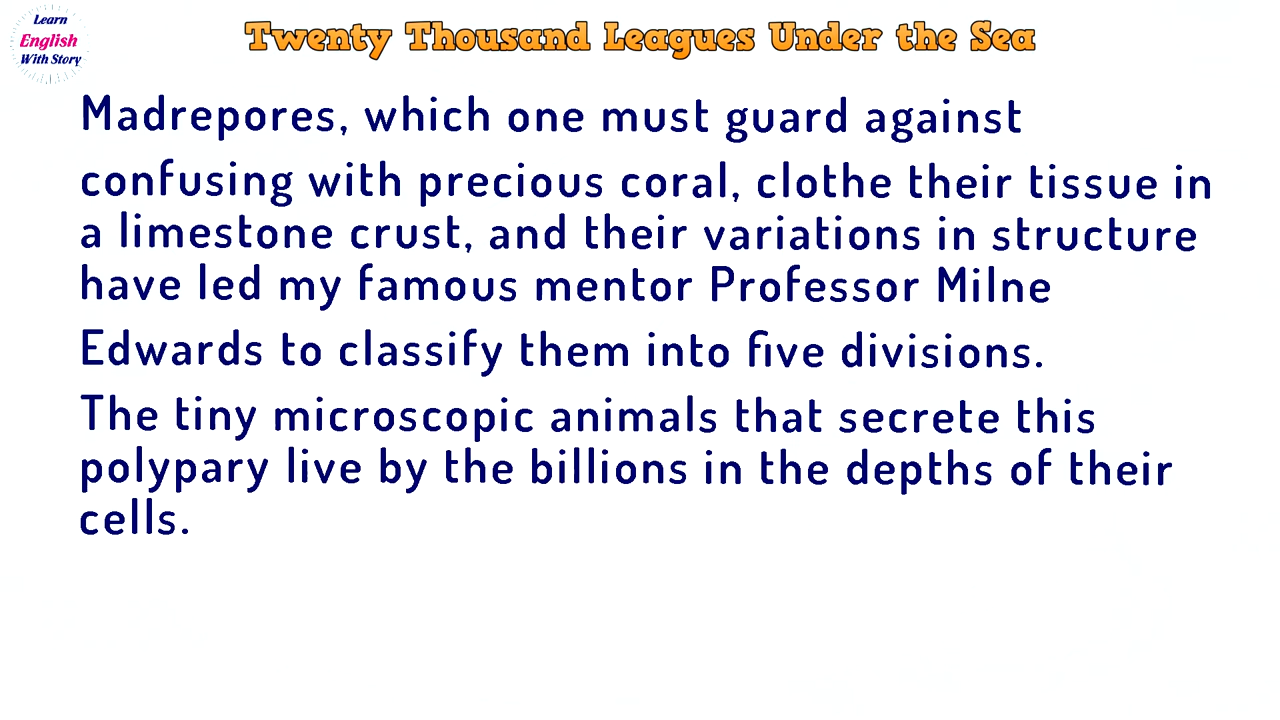 Learn
English
With Story
Twenty Thousand Leagues Under the Sea
Madrepores, which one must guard against
confusing with precious coral, clothe their tissue in
a limestone crust, and their variations in structure
have led my famous mentor Professor Milne
Edwards to classify them into five divisions.
The tiny microscopic animals that secrete this
polypary live by the billions in the depths of their
cells.